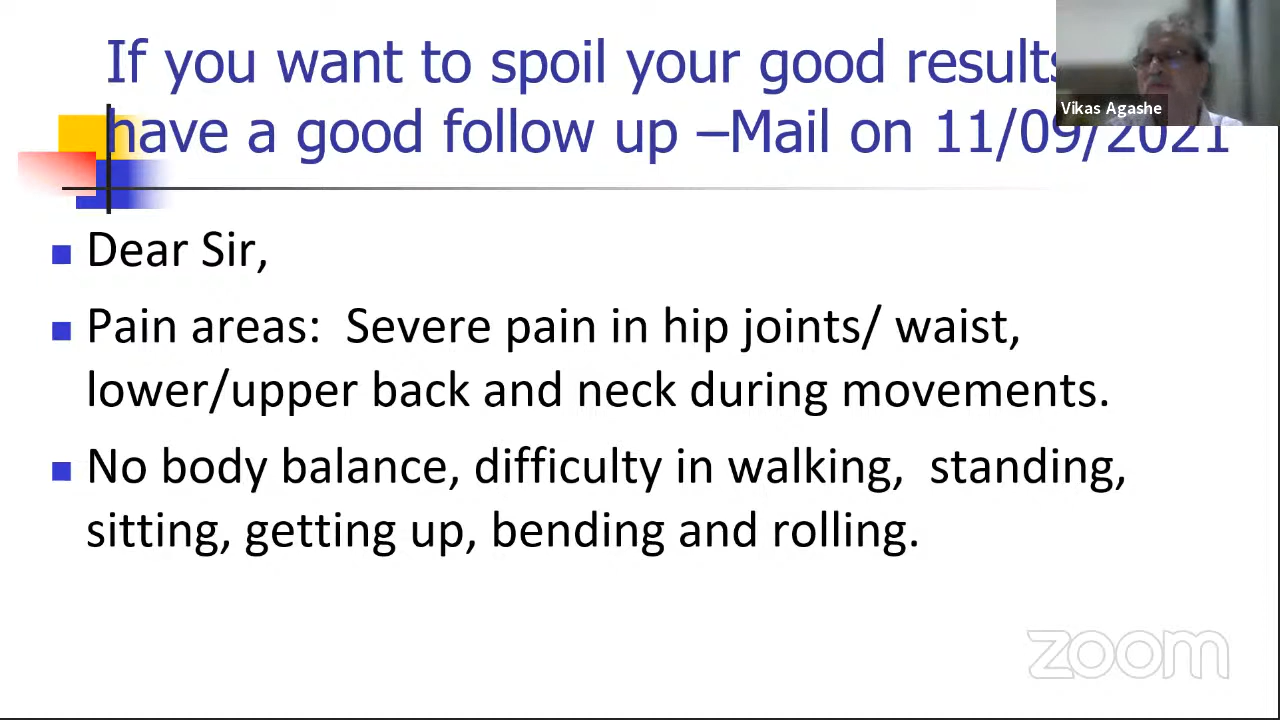 If you want to spoil your good results
Vikas Agashe
have a good follow up –Mail on 11/09/2021
Dear Sir,
Pain areas:  Severe pain in hip joints/ waist,
lower/upper back and neck during movements.
No body balance, difficulty in walking,  standing,
sitting, getting up, bending and rolling.
zoom